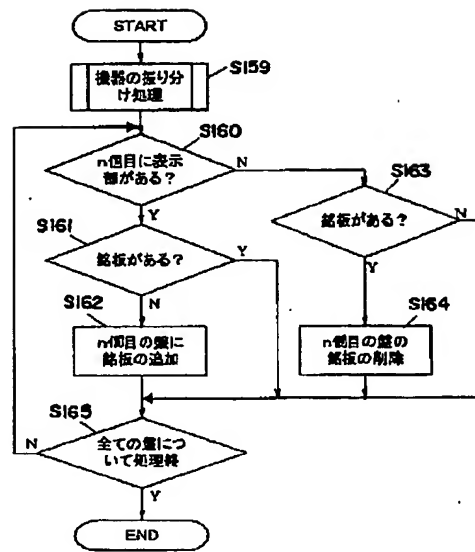 START
S159
機器の振り分
け処理
S160
n個目に表示
部がある?
N
Y
S163
銘板がある?
N
Y
S161
銘板がある?
Y
N
S162
n個目の盤に
銘板の追加
S164
n個目の盤の
銘板の削除
S165
全ての盤につ
いて処理終
N
Y
END